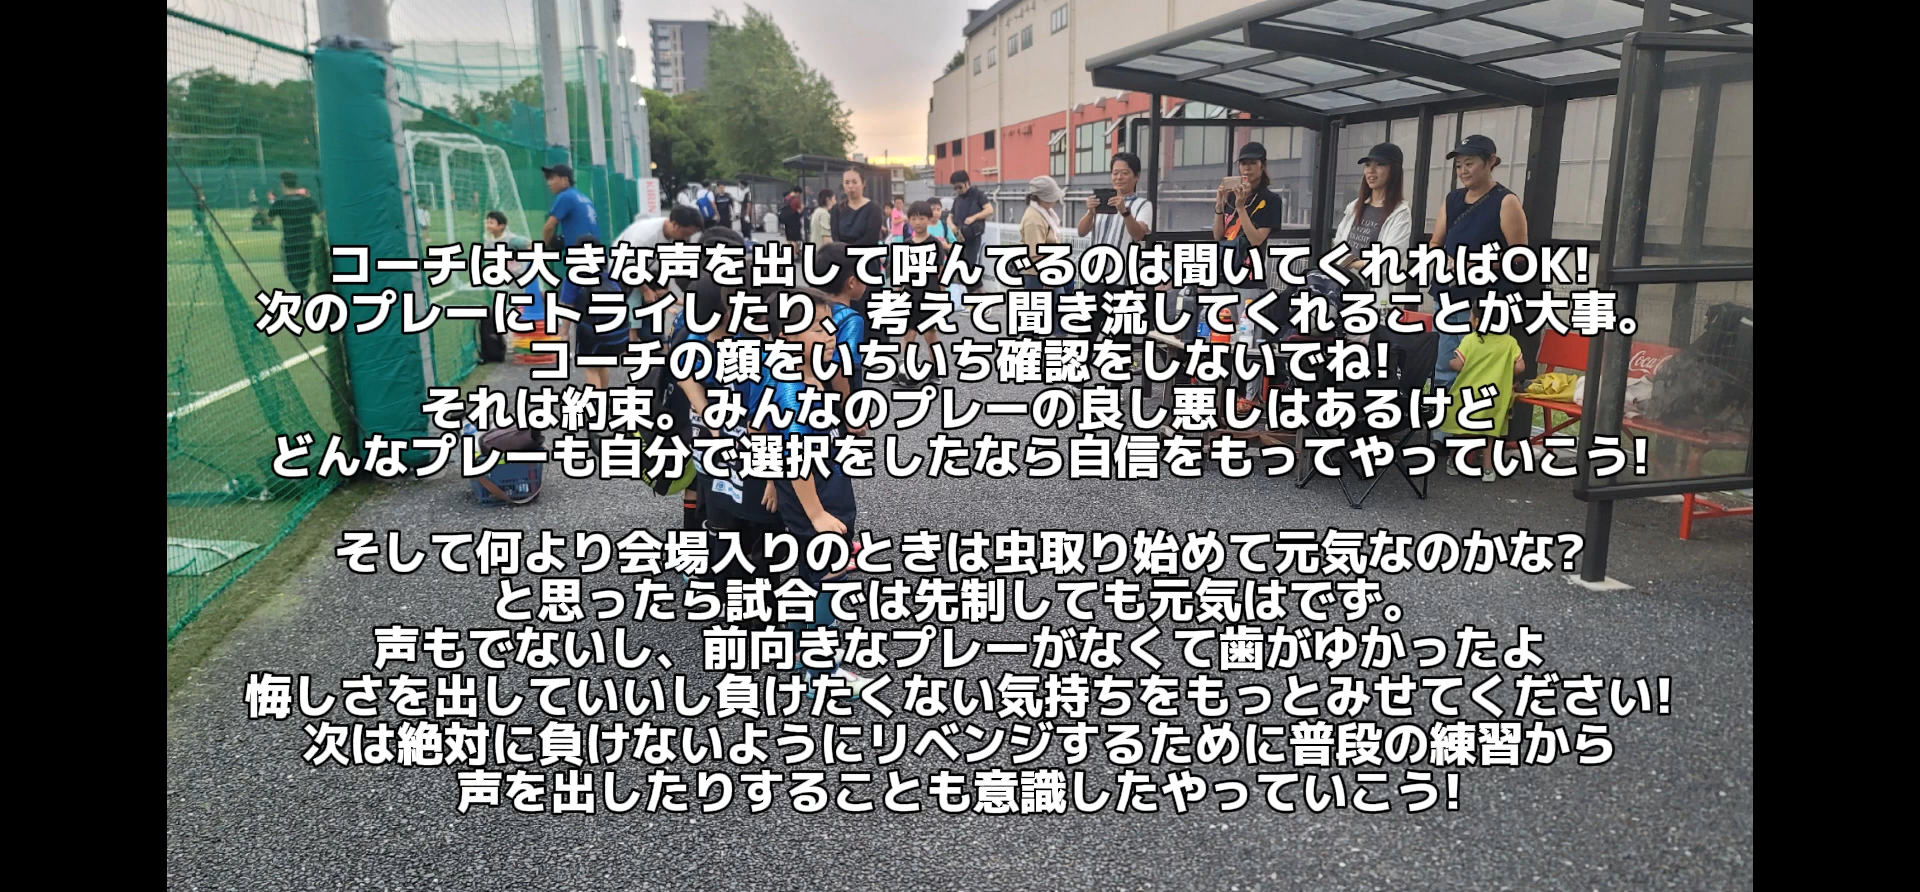 コーチは大きな声を出して呼んでるのは聞いてくれればOK!
次のプレーにトライしたり、考えて聞き流してくれることが大事。
コーチの顔をいちいち確認をしないでね!
それは約束。みんなのプレーの良し悪しはあるけど
どんなプレーも自分で選択をしたなら自信をもってやっていこう!
そして何より会場入りのときは虫取り始めて元気なのかな?
と思ったら試合では先制しても元気はでず。
声もでないし、前向きなプレーがなくて歯がゆかったよ
悔しさを出していいし負けたくない気持ちをもっとみせてください!
次は絶対に負けないようにリベンジするために普段の練習から
声を出したりすることも意識したやっていこう!
KIRIN
Coca